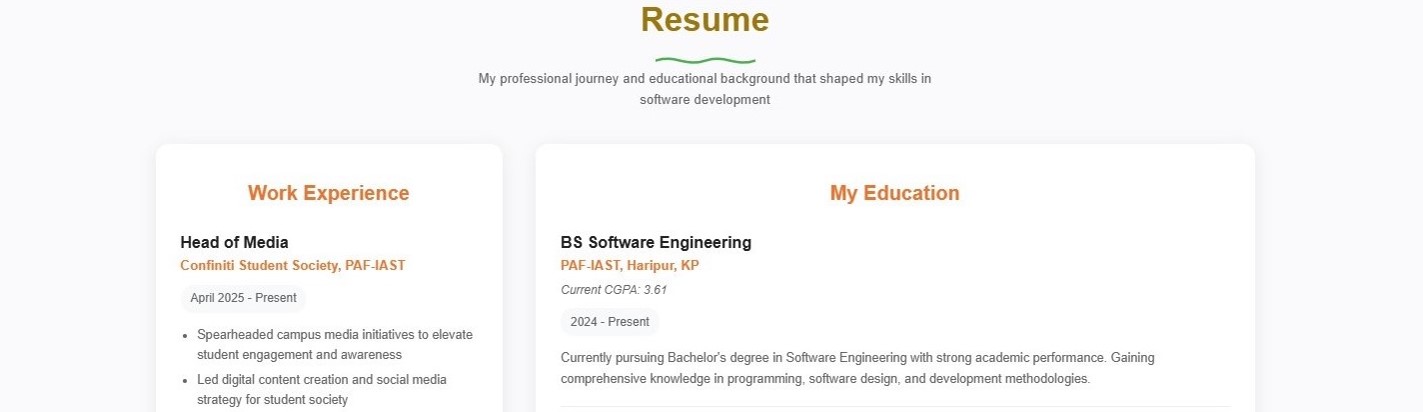 Resume
My professional journey and educational background that shaped my skills in
software development
Work Experience
Head of Media
Confiniti Student Society, PAF-IAST
April 2025 - Present
• Spearheaded campus media initiatives to elevate
student engagement and awareness
• Led digital content creation and social media
strategy for student society
My Education
BS Software Engineering
PAF-IAST, Haripur, KP
Current CGPA: 3.61
2024 - Present
Currently pursuing Bachelor's degree in Software Engineering with strong academic performance. Gaining
comprehensive knowledge in programming, software design, and development methodologies.